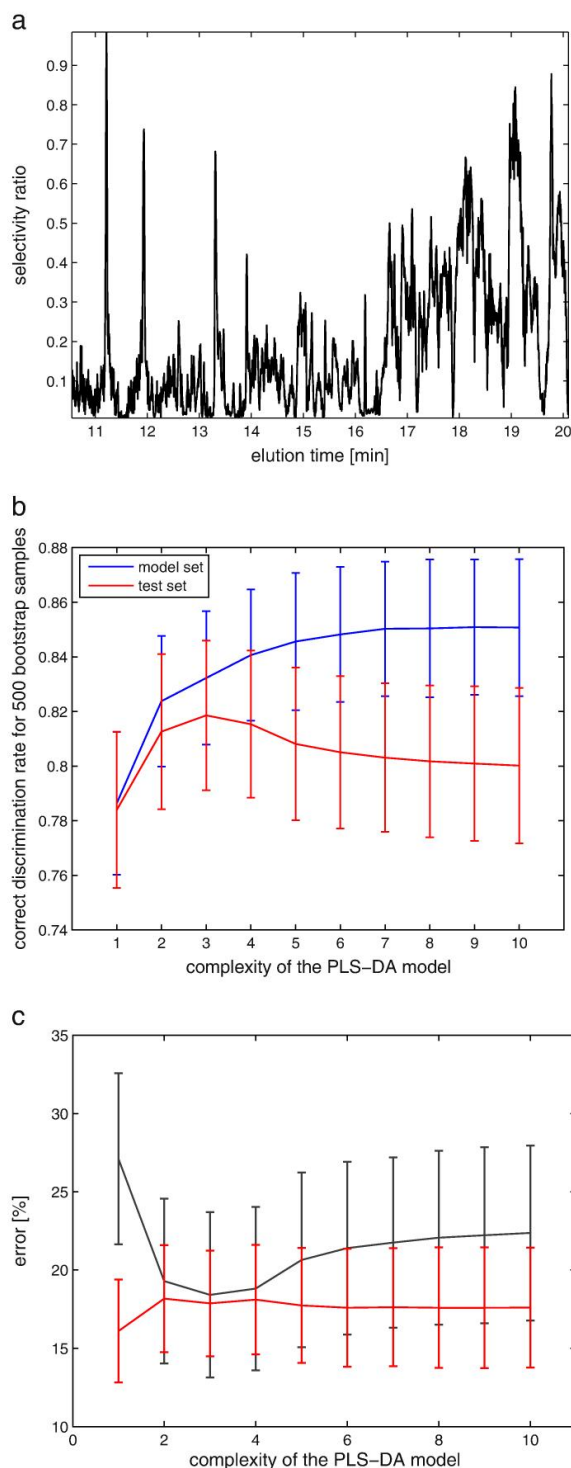 a
selectivity ratio
0.9
0.8
0.7
0.6
0.5
0.4
0.3
0.2
0.1
11 12 13 14 15 16 17 18 19 20
elution time [min]
b
correct discrimination rate for 500 bootstrap samples
model set
test set
0.88
0.86
0.84
0.82
0.8
0.78
0.76
0.74
1 2 3 4 5 6 7 8 9 10
complexity of the PLS-DA model
c
error [%]
35
30
25
20
15
10
0 2 4 6 8 10
complexity of the PLS-DA model